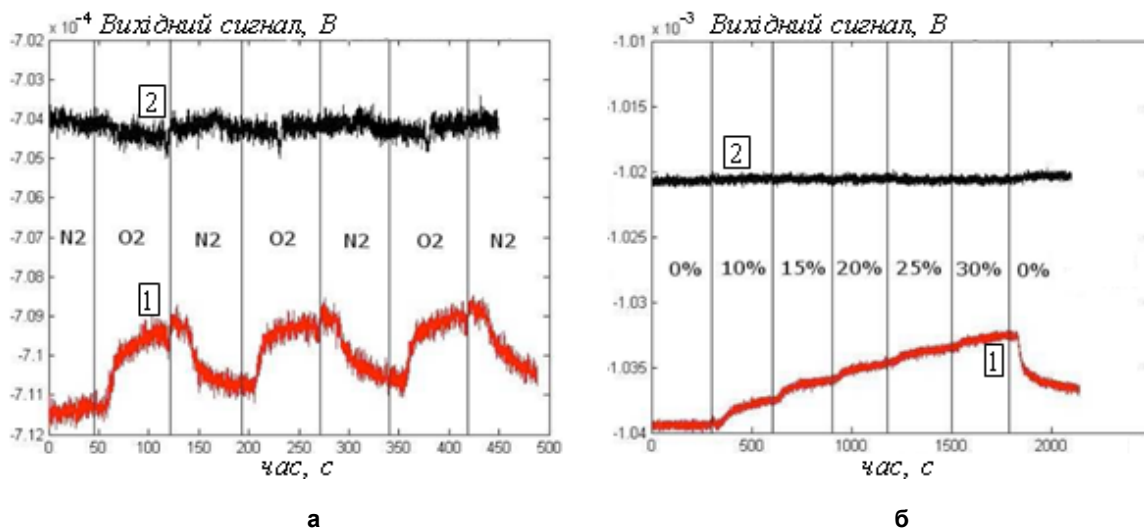 × 10⁻⁴ Вихідний сигнал, В
-7.02
-7.03
-7.04
-7.05
-7.06
-7.07
-7.08
-7.09
-7.1
-7.11
-7.12
2
N2 O2 N2 O2 N2 O2 N2
1
0 50 100 150 200 250 300 350 400 450 500
час, с
а
× 10⁻³ Вихідний сигнал, В
-1.01
-1.015
-1.02
-1.025
-1.03
-1.035
-1.04
2
0% 10% 15% 20% 25% 30% 0%
1
0 500 1000 1500 2000
час, с
б